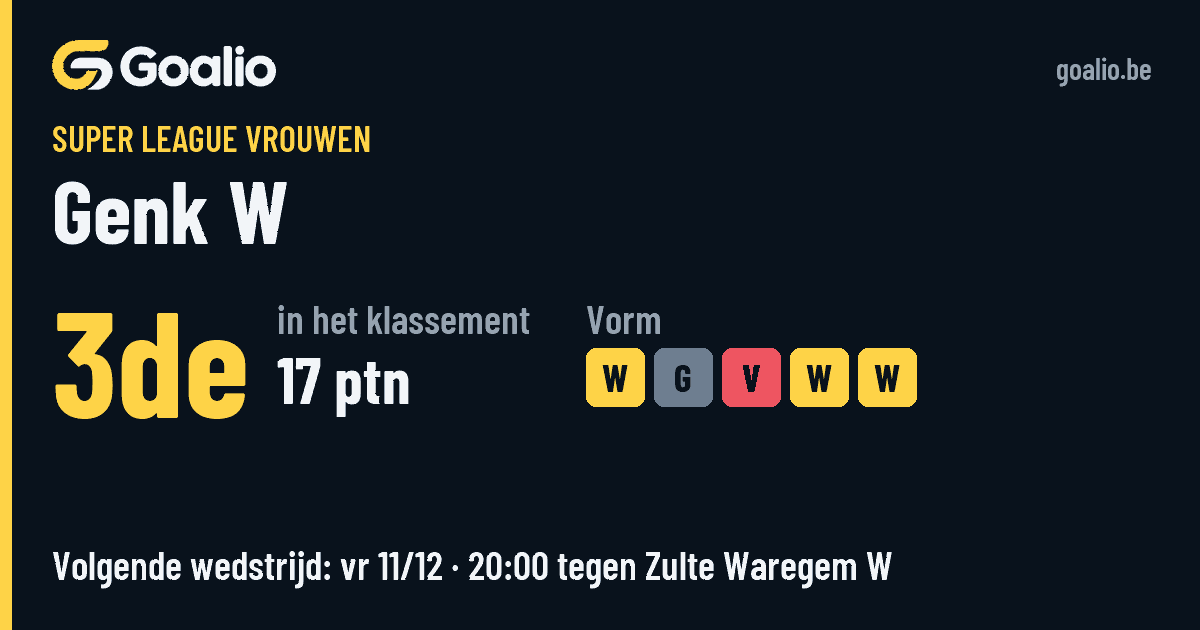 Goalio
goalio.be
SUPER LEAGUE VROUWEN
Genk W
3de
in het klassement
17 ptn
Vorm
W G V W W
Volgende wedstrijd: vr 11/12 · 20:00 tegen Zulte Waregem W